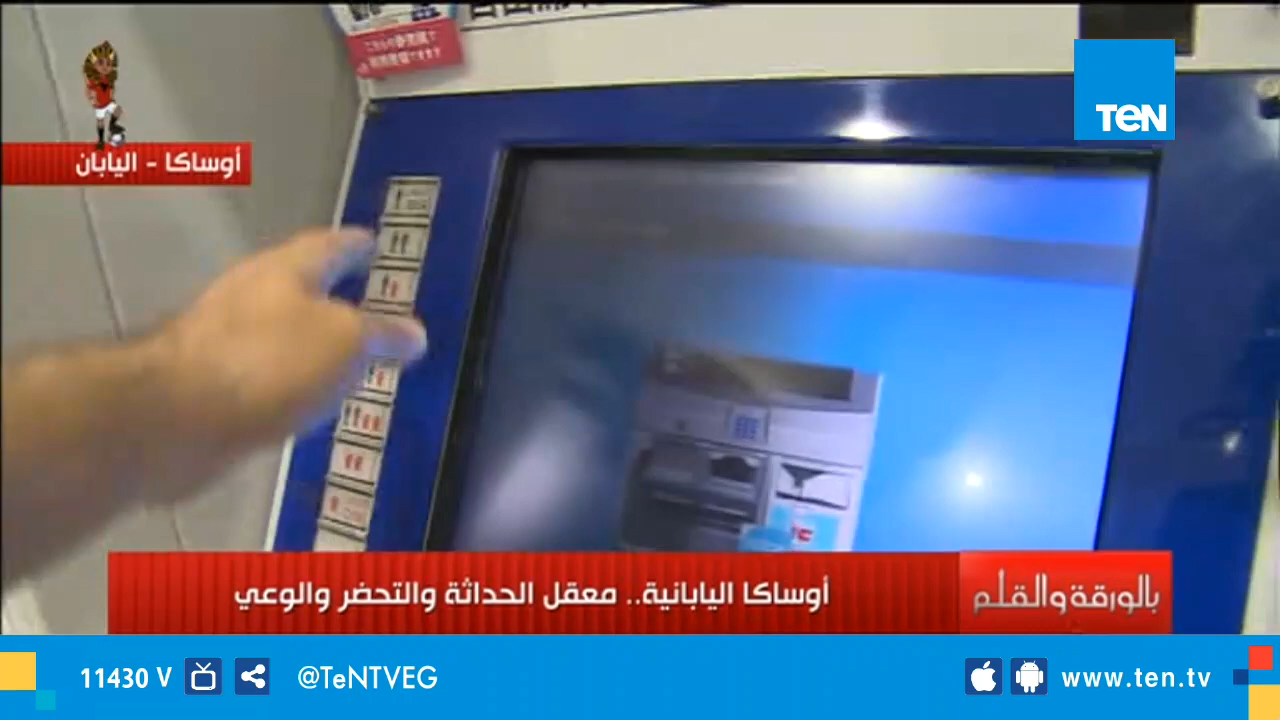 TEN
أوساكا - اليابان
بالورقة والقلم
أوساكا اليابانية.. معقل الحداثة والتحضر والوعي
11430 V
@TeNTVEG
www.ten.tv